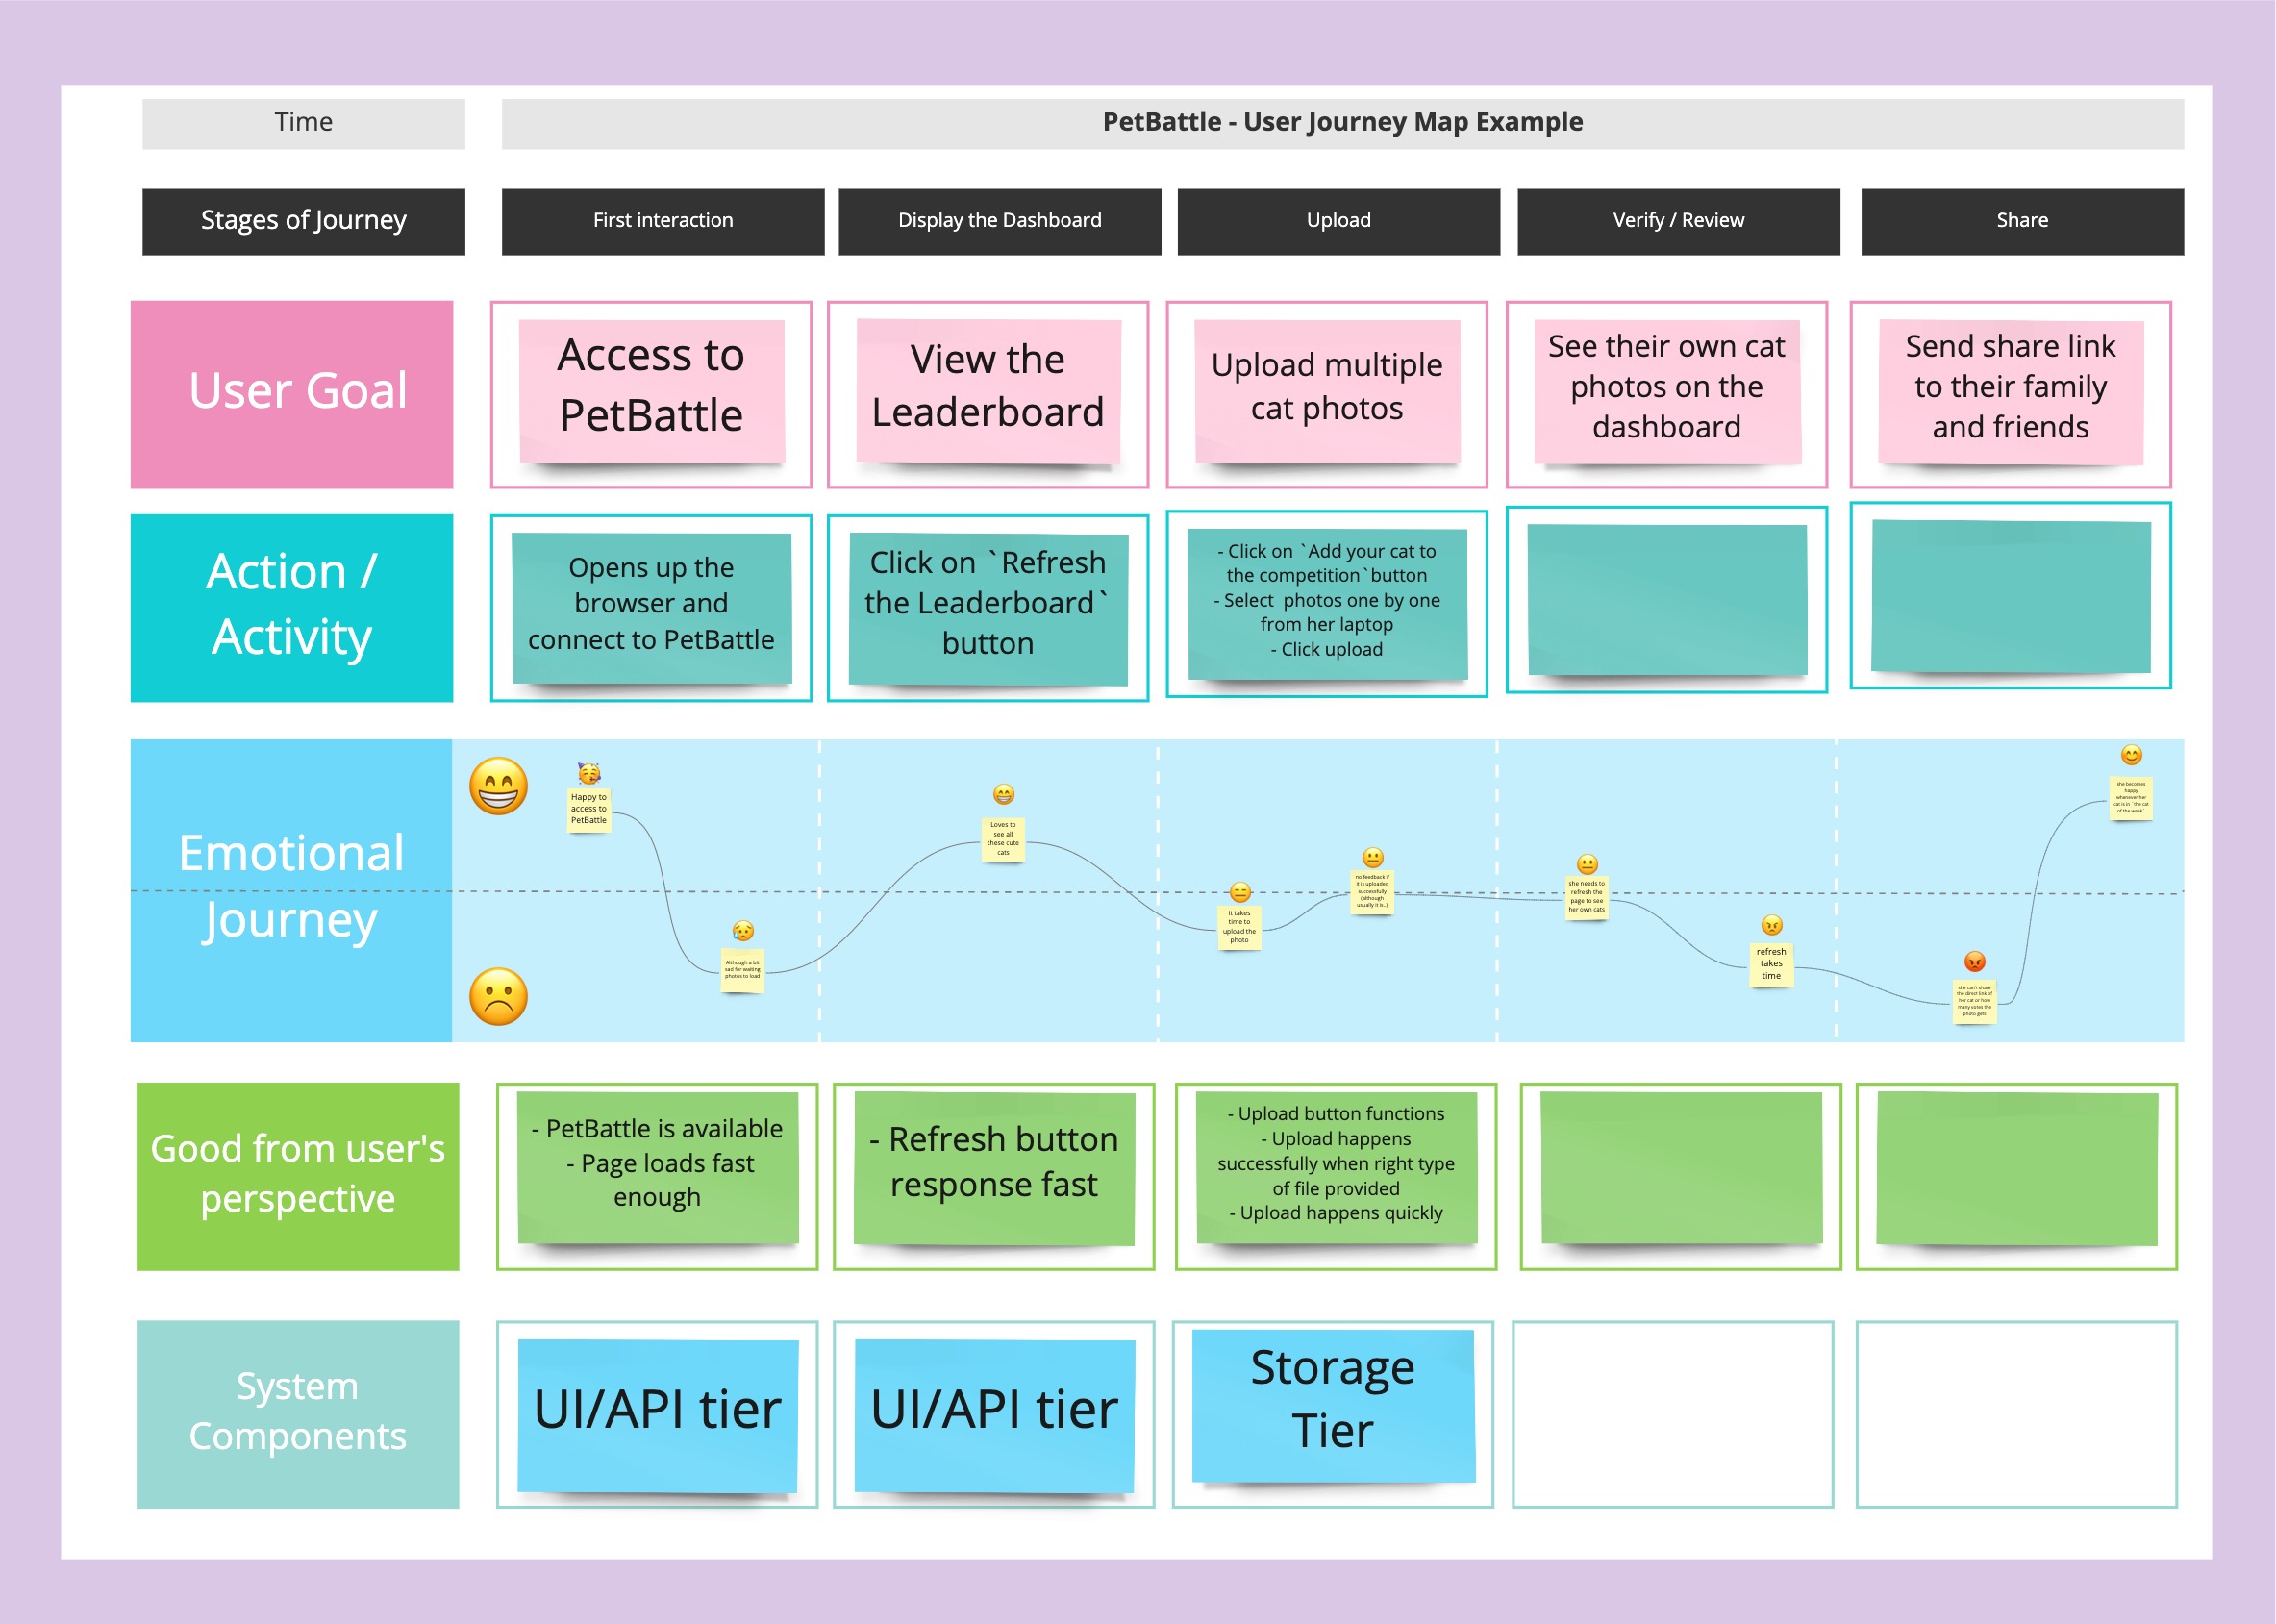 Time
PetBattle - User Journey Map Example
Stages of Journey
First interaction
Display the Dashboard
Upload
Verify / Review
Share
User Goal
Access to
PetBattle
View the
Leaderboard
Upload multiple
cat photos
See their own cat
photos on the
dashboard
Send share link
to their family
and friends
Action /
Activity
Opens up the
browser and
connect to PetBattle
Click on `Refresh
the Leaderboard`
button
- Click on `Add your cat to
the competition`button
- Select  photos one by one
from her laptop
- Click upload
Emotional
Journey
Happy to
access to
PetBattle
Although a bit
sad for waiting
photos to load
Loves to
see all
these cute
cats
It takes
time to
upload the
photo
no feedback if
it is uploaded
successfully
(although
usually it is..)
she needs to
refresh the
page to see
her own cats
refresh
takes
time
she can't share
the direct link of
her cat or how
many votes the
photo gets
she becomes
happy
whenever her
cat is in `the cat
of the week`
Good from user's
perspective
- PetBattle is available
- Page loads fast
enough
- Refresh button
response fast
- Upload button functions
- Upload happens
successfully when right type
of file provided
- Upload happens quickly
System
Components
UI/API tier
UI/API tier
Storage
Tier